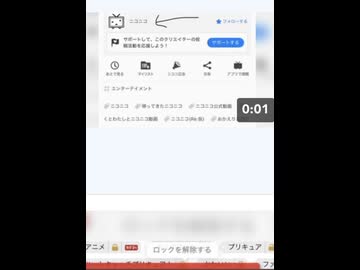 ニコニコ
フォローする
サポートして、このクリエイターの投
稿活動を応援しよう！
サポートする
あとで見る
マイリスト
ニコニ広告
共有
アプリで視聴
エンターテイメント
ニコニコ
帰ってきたニコニコ
ニコニコ公式動画
くとわたしとニコニコ動画
ニコニコ(Re:仮)
おかえり
0:01
アニメ
ロックを解除する
プリキュア